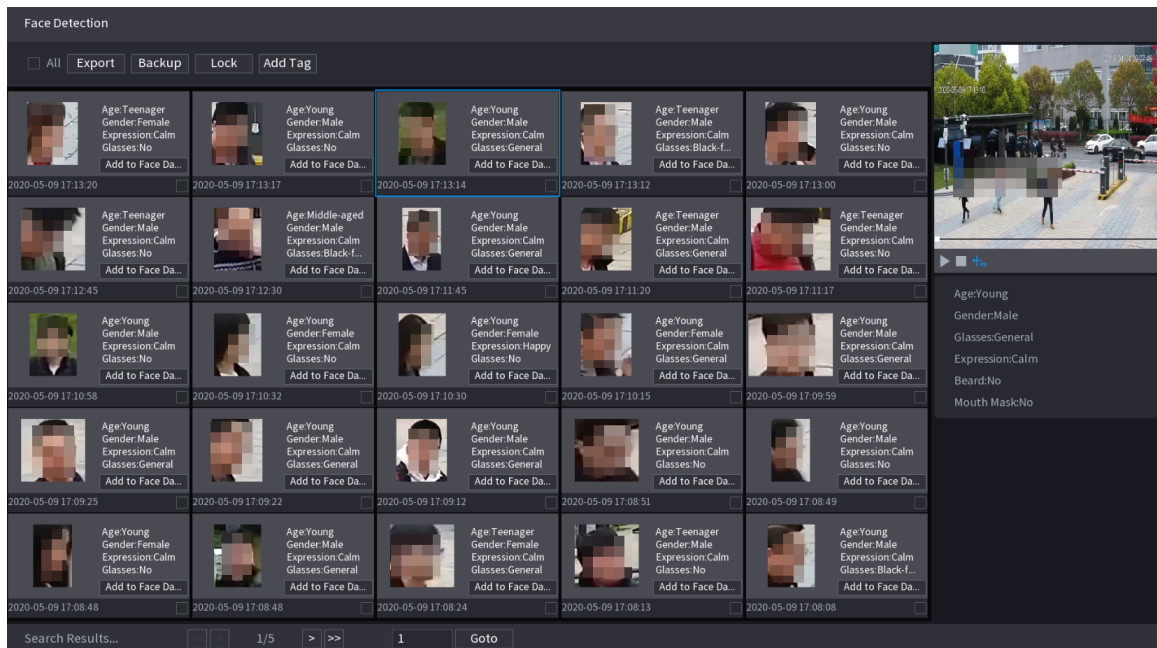 Face Detection
All
Export
Backup
Lock
Add Tag
Age:Teenager
Gender:Female
Expression:Calm
Glasses:No
Add to Face Da...
2020-05-09 17:13:20
Age:Young
Gender:Male
Expression:Calm
Glasses:No
Add to Face Da...
2020-05-09 17:13:17
Age:Young
Gender:Male
Expression:Calm
Glasses:General
Add to Face Da...
2020-05-09 17:13:14
Age:Teenager
Gender:Male
Expression:Calm
Glasses:Black-f...
Add to Face Da...
2020-05-09 17:13:12
Age:Young
Gender:Male
Expression:Calm
Glasses:No
Add to Face Da...
2020-05-09 17:13:00
Age:Teenager
Gender:Male
Expression:Calm
Glasses:No
Add to Face Da...
2020-05-09 17:12:45
Age:Middle-aged
Gender:Male
Expression:Calm
Glasses:Black-f...
Add to Face Da...
2020-05-09 17:12:30
Age:Young
Gender:Male
Expression:Calm
Glasses:General
Add to Face Da...
2020-05-09 17:11:45
Age:Teenager
Gender:Male
Expression:Calm
Glasses:General
Add to Face Da...
2020-05-09 17:11:20
Age:Teenager
Gender:Male
Expression:Calm
Glasses:No
Add to Face Da...
2020-05-09 17:11:17
Age:Young
Gender:Male
Expression:Calm
Glasses:No
Add to Face Da...
2020-05-09 17:10:58
Age:Young
Gender:Female
Expression:Calm
Glasses:No
Add to Face Da...
2020-05-09 17:10:32
Age:Young
Gender:Female
Expression:Happy
Glasses:No
Add to Face Da...
2020-05-09 17:10:30
Age:Young
Gender:Female
Expression:Calm
Glasses:General
Add to Face Da...
2020-05-09 17:10:15
Age:Young
Gender:Male
Expression:Calm
Glasses:General
Add to Face Da...
2020-05-09 17:09:59
Age:Young
Gender:Male
Expression:Calm
Glasses:General
Add to Face Da...
2020-05-09 17:09:25
Age:Young
Gender:Male
Expression:Calm
Glasses:General
Add to Face Da...
2020-05-09 17:09:22
Age:Young
Gender:Male
Expression:Calm
Glasses:General
Add to Face Da...
2020-05-09 17:09:12
Age:Young
Gender:Male
Expression:Calm
Glasses:No
Add to Face Da...
2020-05-09 17:08:51
Age:Young
Gender:Male
Expression:Calm
Glasses:No
Add to Face Da...
2020-05-09 17:08:49
Age:Young
Gender:Female
Expression:Calm
Glasses:No
Add to Face Da...
2020-05-09 17:08:48
Age:Young
Gender:Male
Expression:Calm
Glasses:General
Add to Face Da...
2020-05-09 17:08:48
Age:Teenager
Gender:Female
Expression:Calm
Glasses:General
Add to Face Da...
2020-05-09 17:08:24
Age:Teenager
Gender:Male
Expression:Calm
Glasses:No
Add to Face Da...
2020-05-09 17:08:13
Age:Young
Gender:Male
Expression:Calm
Glasses:Black-f...
Add to Face Da...
2020-05-09 17:08:08
Age:Young
Gender:Male
Glasses:General
Expression:Calm
Beard:No
Mouth Mask:No
Search Results...
<< < 1/5 > >> 1 Goto